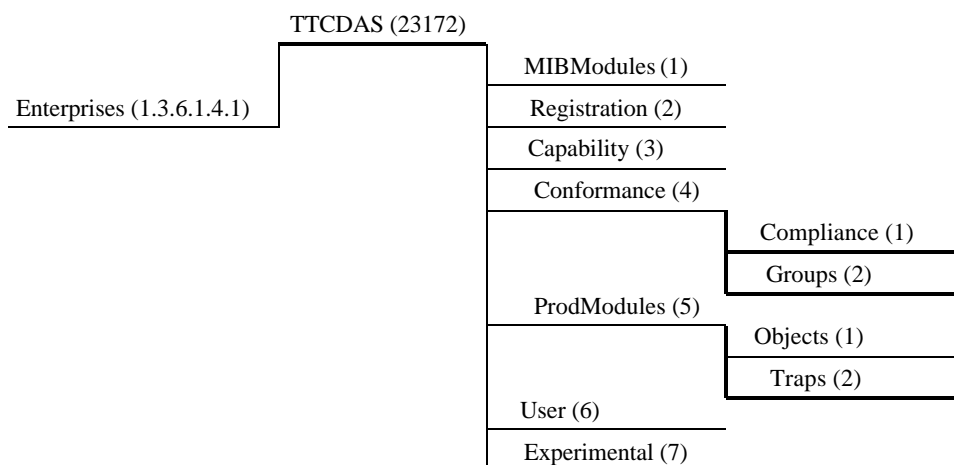 TTCDAS (23172)
MIBModules (1)
Enterprises (1.3.6.1.4.1)
Registration (2)
Capability (3)
Conformance (4)
Compliance (1)
Groups (2)
ProdModules (5)
Objects (1)
Traps (2)
User (6)
Experimental (7)